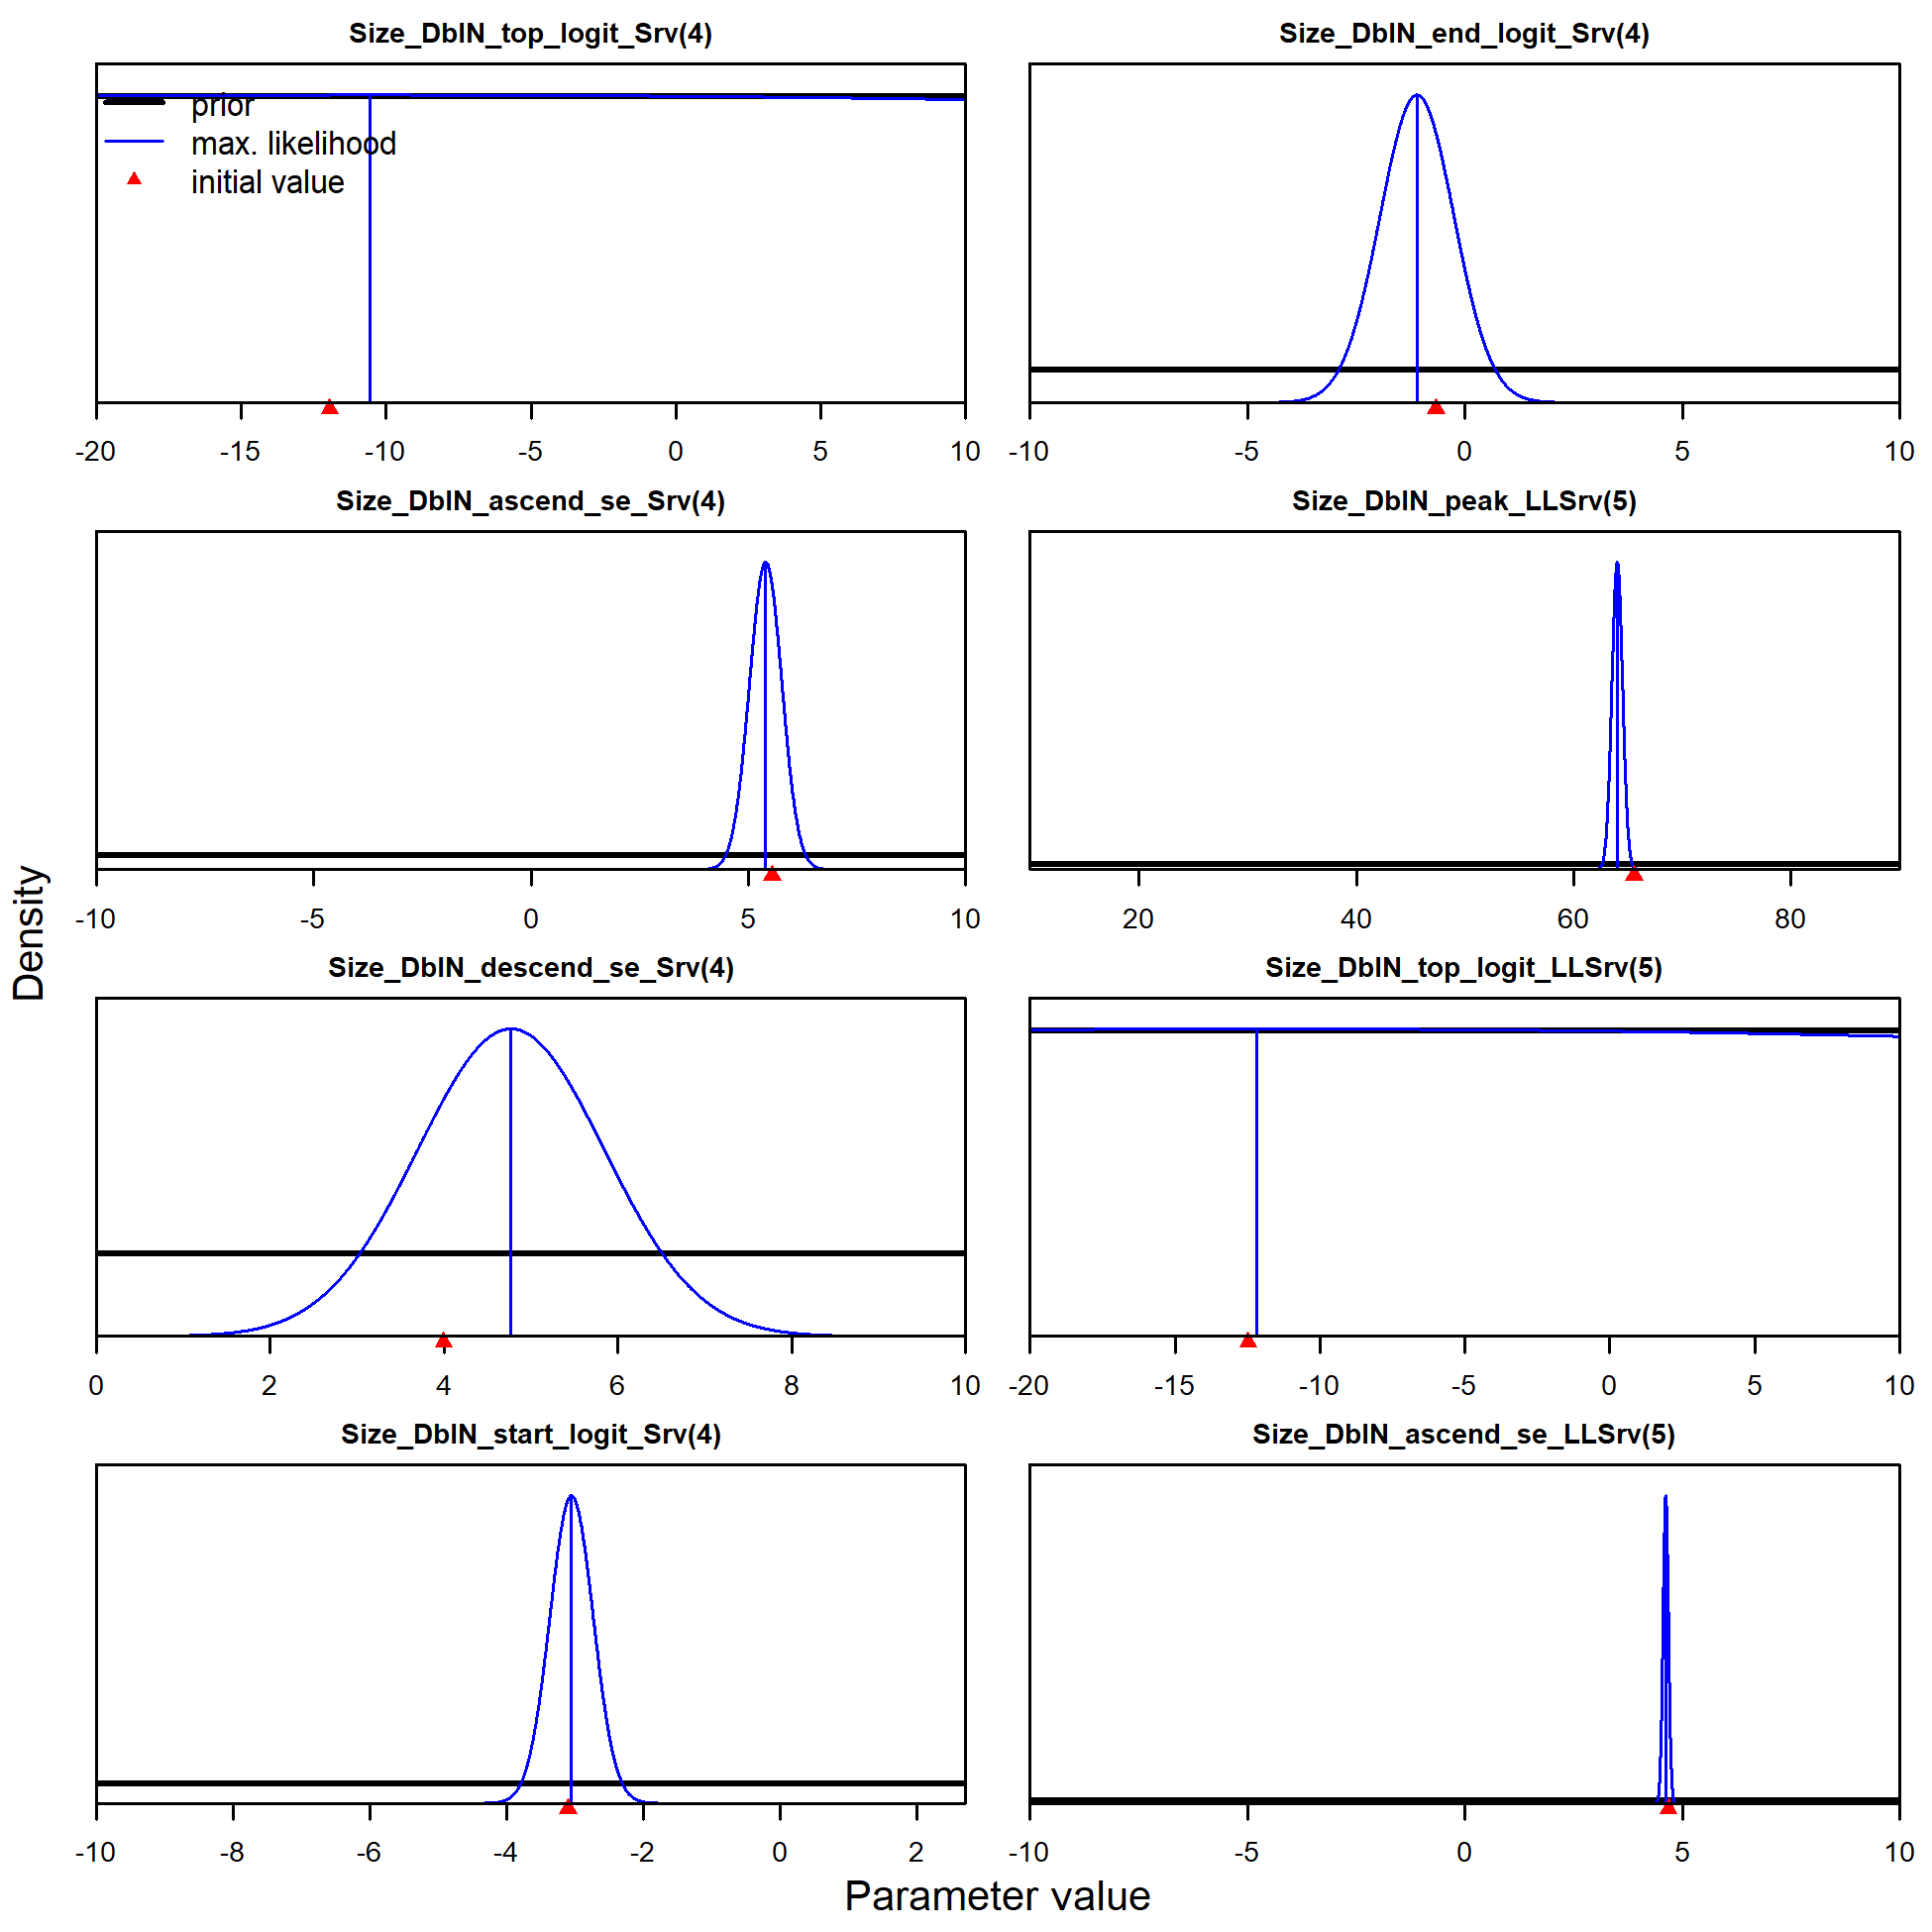 Size_DblN_top_logit_Srv(4)
prior
max. likelihood
initial value
-20 -15 -10 -5 0 5 10
Size_DblN_end_logit_Srv(4)
-10 -5 0 5 10
Size_DblN_ascend_se_Srv(4)
-10 -5 0 5 10
Size_DblN_peak_LLSrv(5)
20 40 60 80
Size_DblN_descend_se_Srv(4)
0 2 4 6 8 10
Size_DblN_top_logit_LLSrv(5)
-20 -15 -10 -5 0 5 10
Size_DblN_start_logit_Srv(4)
-10 -8 -6 -4 -2 0 2
Size_DblN_ascend_se_LLSrv(5)
-10 -5 0 5 10
Density
Parameter value